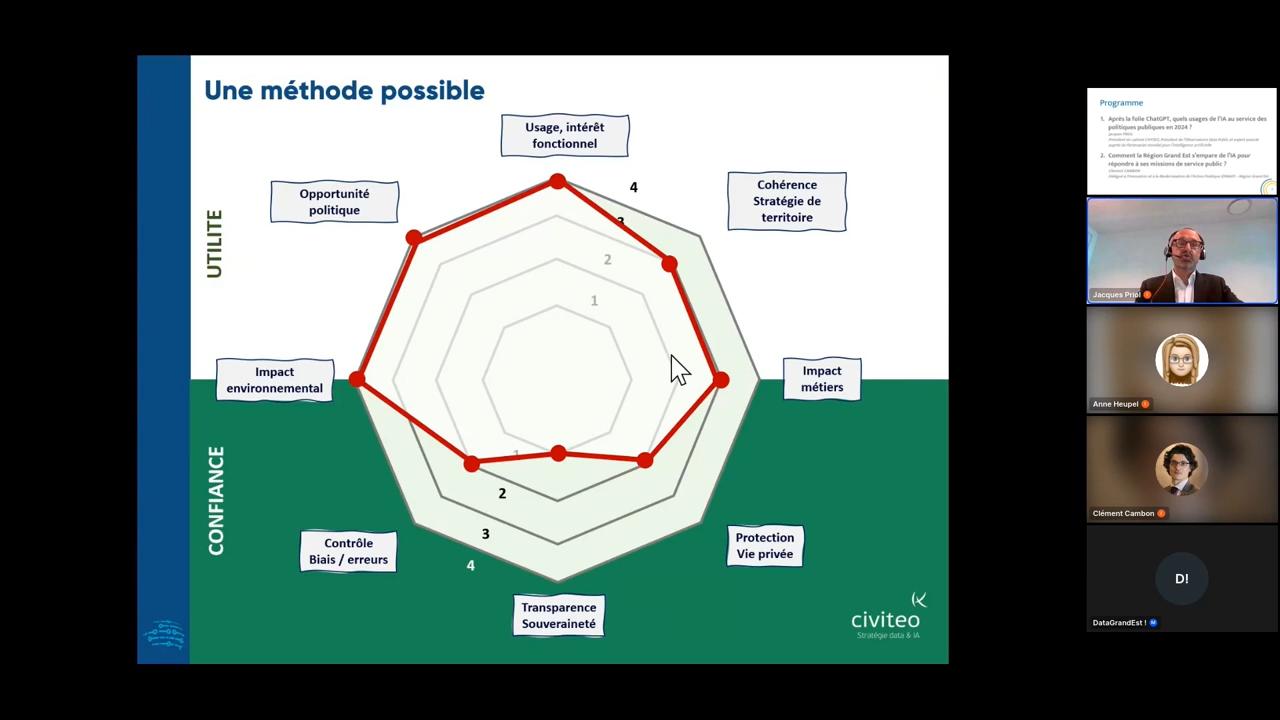 Une méthode possible
Usage, intérêt
fonctionnel
Opportunité
politique
4
Cohérence
Stratégie de
territoire
3
UTILITE
2
1
Impact
environnemental
Impact
métiers
1
CONFIANCE
2
3
4
Contrôle
Biais / erreurs
Protection
Vie privée
Transparence
Souveraineté
civiteo
Stratégie data & IA
Programme
1. Après la folie ChatGPT, quels usages de l'IA au service des
politiques publiques en 2024 ?
2. Comment la Région Grand Est s'empare de l'IA pour
répondre à ses missions de service public ?
Jacques Priol
Anne Heupel
Clément Cambon
D!
DataGrandEst !